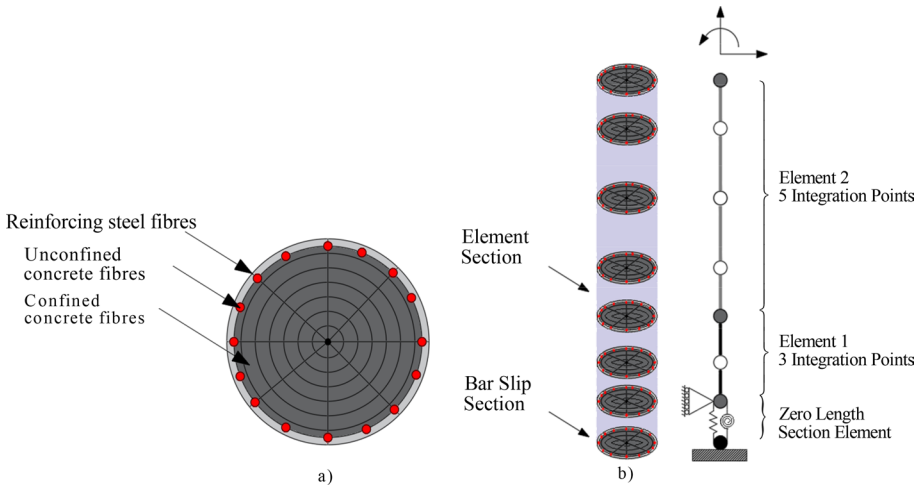 Reinforcing steel fibres
Unconfined
concrete fibres
Confined
concrete fibres
a)
Element
Section
Bar Slip
Section
b)
Element 2
5 Integration Points
Element 1
3 Integration Points
Zero Length
Section Element